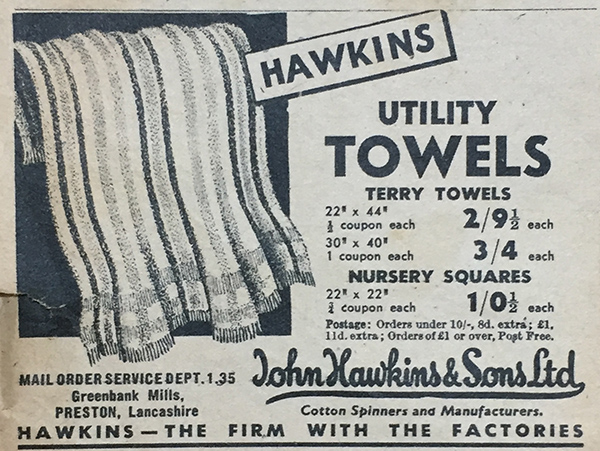 HAWKINS
UTILITY
TOWELS
TERRY TOWELS
22" x 44"
½ coupon each 2/9½ each
30" x 40"
1 coupon each 3/4 each
NURSERY SQUARES
22" x 22"
coupon each 1/0½ each
Postage: Orders under 10/-, 8d. extra; £1,
11d. extra; Orders of £1 or over, Post Free.
MAIL ORDER SERVICE DEPT. 1.35
Greenbank Mills,
PRESTON, Lancashire
John Hawkins & Sons Ltd
Cotton Spinners and Manufacturers.
HAWKINS — THE FIRM WITH THE FACTORIES